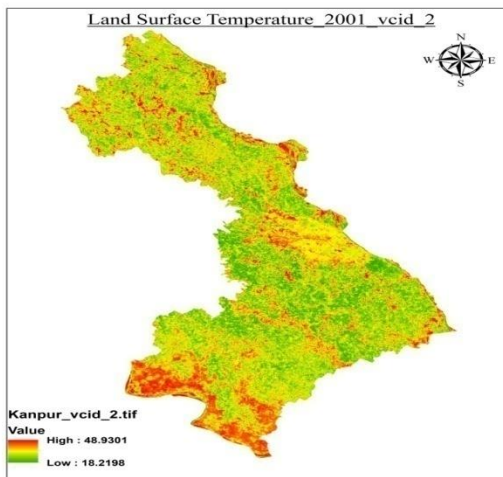 Land Surface Temperature_2001_vcid_2
N
W E
S
Kanpur_vcid_2.tif
Value
High : 48.9301
Low : 18.2198